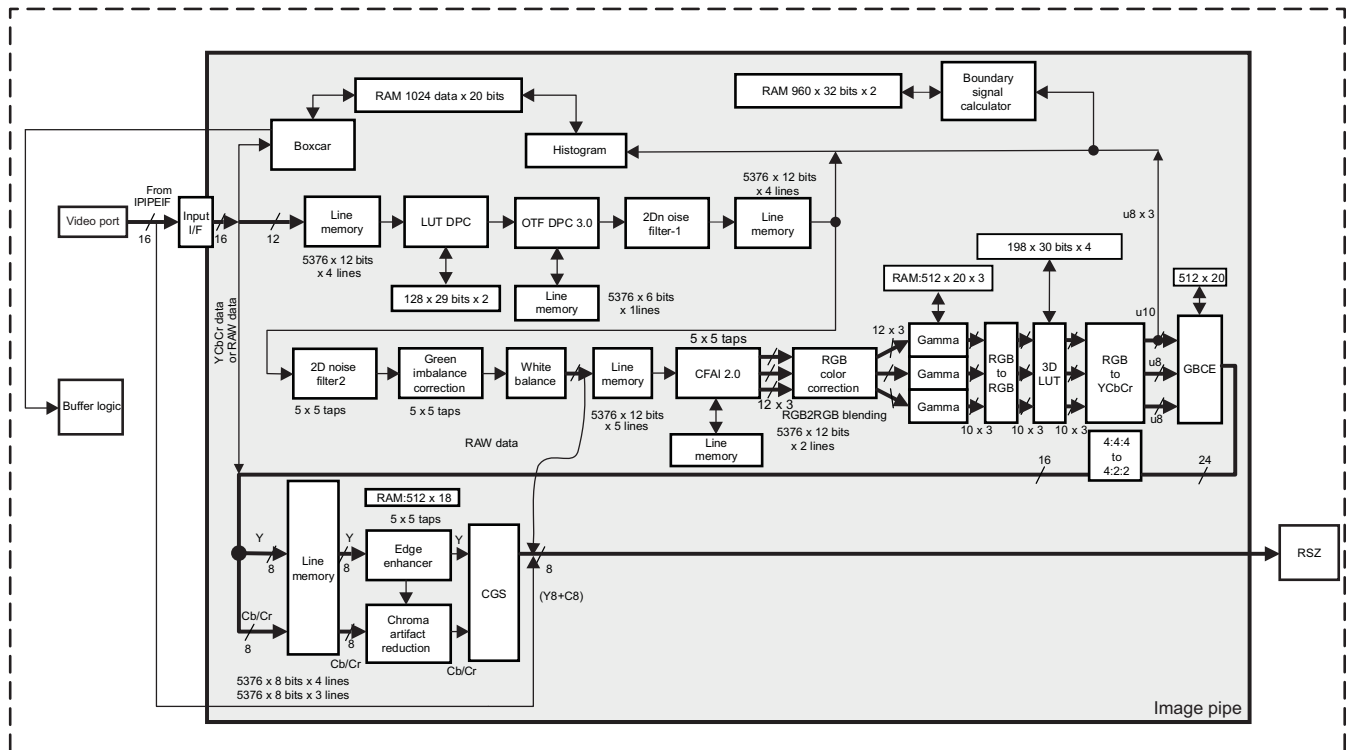 RAM 1024 data x 20 bits
RAM 960 x 32 bits x 2
Boundary
signal
calculator
Boxcar
Histogram
From
IPIPEIF
Video port
16
Input
I/F
16
12
Line
memory
5376 x 12 bits
x 4 lines
LUT DPC
128 x 29 bits x 2
OTF DPC 3.0
Line
memory
5376 x 6 bits
x 1lines
2Dn oise
filter-1
5376 x 12 bits
x 4 lines
Line
memory
u8 x 3
198 x 30 bits x 4
RAM:512 x 20 x 3
512 x 20
u10
YCbCr data
or RAW data
Buffer logic
2D noise
filter2
5 x 5 taps
Green
imbalance
correction
5 x 5 taps
White
balance
Line
memory
5376 x 12 bits
x 5 lines
5 x 5 taps
CFAI 2.0
12 x 3
Line
memory
RGB
color
correction
RGB2RGB blending
5376 x 12 bits
x 2 lines
12 x 3
Gamma
Gamma
Gamma
10 x 3
RGB
to
RGB
10 x 3
3D
LUT
10 x 3
RGB
to
YCbCr
u8
u8
GBCE
RAW data
16
4:4:4
to
4:2:2
24
RAM:512 x 18
5 x 5 taps
Y
8
Line
memory
Y
8
Edge
enhancer
Y
CGS
8
(Y8+C8)
RSZ
Cb/Cr
8
8
Cb/Cr
Chroma
artifact
reduction
Cb/Cr
5376 x 8 bits x 4 lines
5376 x 8 bits x 3 lines
Image pipe